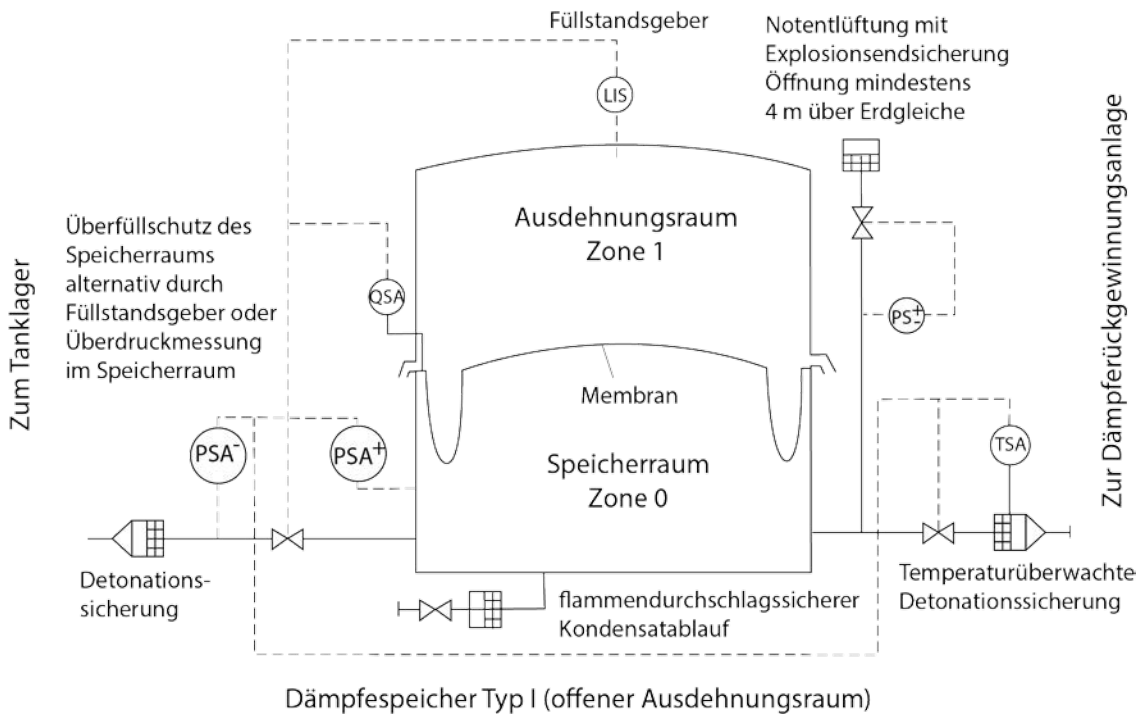 Füllstandsgeber
Notentlüftung mit
Explosionsendsicherung
Öffnung mindestens
4 m über Erdgleiche
LIS
Ausdehnungsraum
Zone 1
Überfüllschutz des
Speicherraums
alternativ durch
Füllstandsgeber oder
Überdruckmessung
im Speicherraum
QSA
PS±
Zum Tanklager
Zur Dämpferückgewinnungsanlage
Membran
PSA⁻
PSA⁺
TSA
Speicherraum
Zone 0
Detonations-
sicherung
flammendurchschlagssicherer
Kondensatablauf
Temperaturüberwachte
Detonationssicherung
Dämpfespeicher Typ I (offener Ausdehnungsraum)